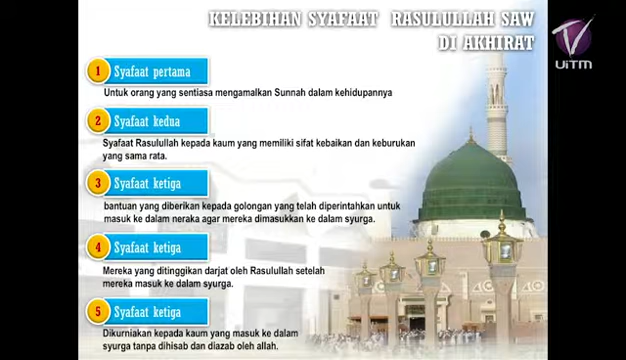 KELEBIHAN SYAFAAT RASULULLAH SAW
DI AKHIRAT
UiTM
1 Syafaat pertama
Untuk orang yang sentiasa mengamalkan Sunnah dalam kehidupannya
2 Syafaat kedua
Syafaat Rasulullah kepada kaum yang memiliki sifat kebaikan dan keburukan
yang sama rata.
3 Syafaat ketiga
bantuan yang diberikan kepada golongan yang telah diperintahkan untuk
masuk ke dalam neraka agar mereka dimasukkan ke dalam syurga.
4 Syafaat ketiga
Mereka yang ditinggikan darjat oleh Rasulullah setelah
mereka masuk ke dalam syurga.
5 Syafaat ketiga
Dikurniakan kepada kaum yang masuk ke dalam
syurga tanpa dihisab dan diazab oleh allah.